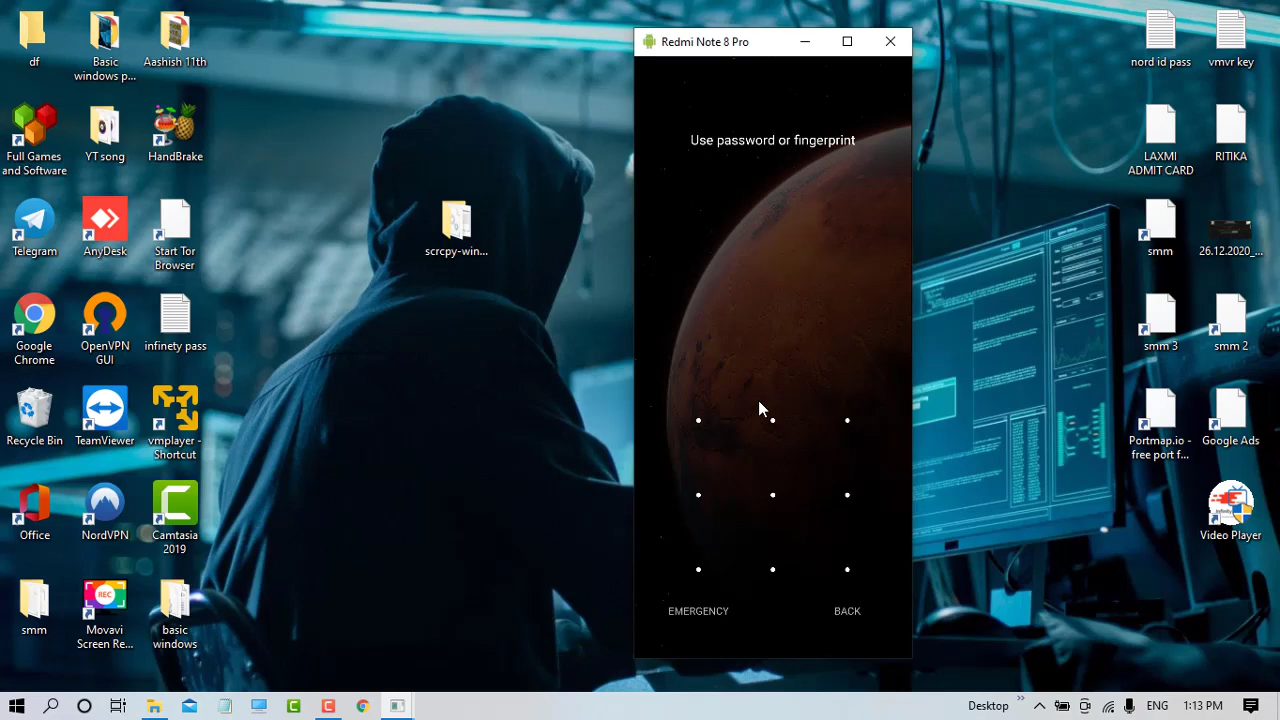 df
Basic
windows p...
Aashish 11th
Full Games
and Software
YT song
HandBrake
Telegram
AnyDesk
Start Tor
Browser
Google
Chrome
OpenVPN
GUI
infinety pass
Recycle Bin
TeamViewer
vmplayer -
Shortcut
Office
NordVPN
Camtasia
2019
smm
REC
Movavi
Screen Re...
basic
windows
scrcpy-win...
Redmi Note 8 Pro
Use password or fingerprint
EMERGENCY
BACK
nord id pass
vmvr key
LAXMI
ADMIT CARD
RITIKA
smm
26.12.2020_...
smm 3
smm 2
Portmap.io -
free port f...
Google Ads
Video Player
Desktop
ENG
1:13 PM